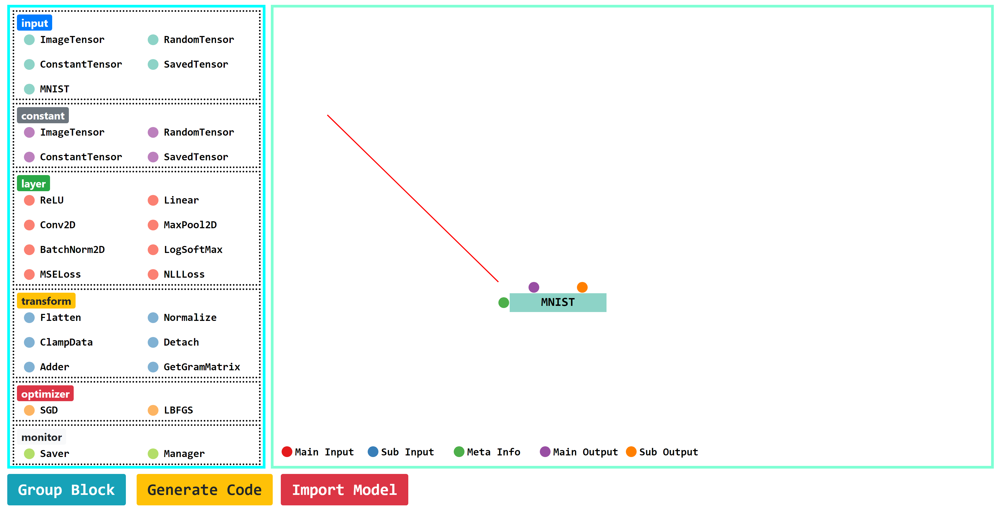 input
ImageTensor RandomTensor
ConstantTensor SavedTensor
MNIST
constant
ImageTensor RandomTensor
ConstantTensor SavedTensor
layer
ReLU Linear
Conv2D MaxPool2D
BatchNorm2D LogSoftMax
MSELoss NLLLoss
transform
Flatten Normalize
ClampData Detach
Adder GetGramMatrix
optimizer
SGD LBFGS
monitor
Saver Manager
MNIST
Main Input Sub Input Meta Info Main Output Sub Output
Group Block Generate Code Import Model